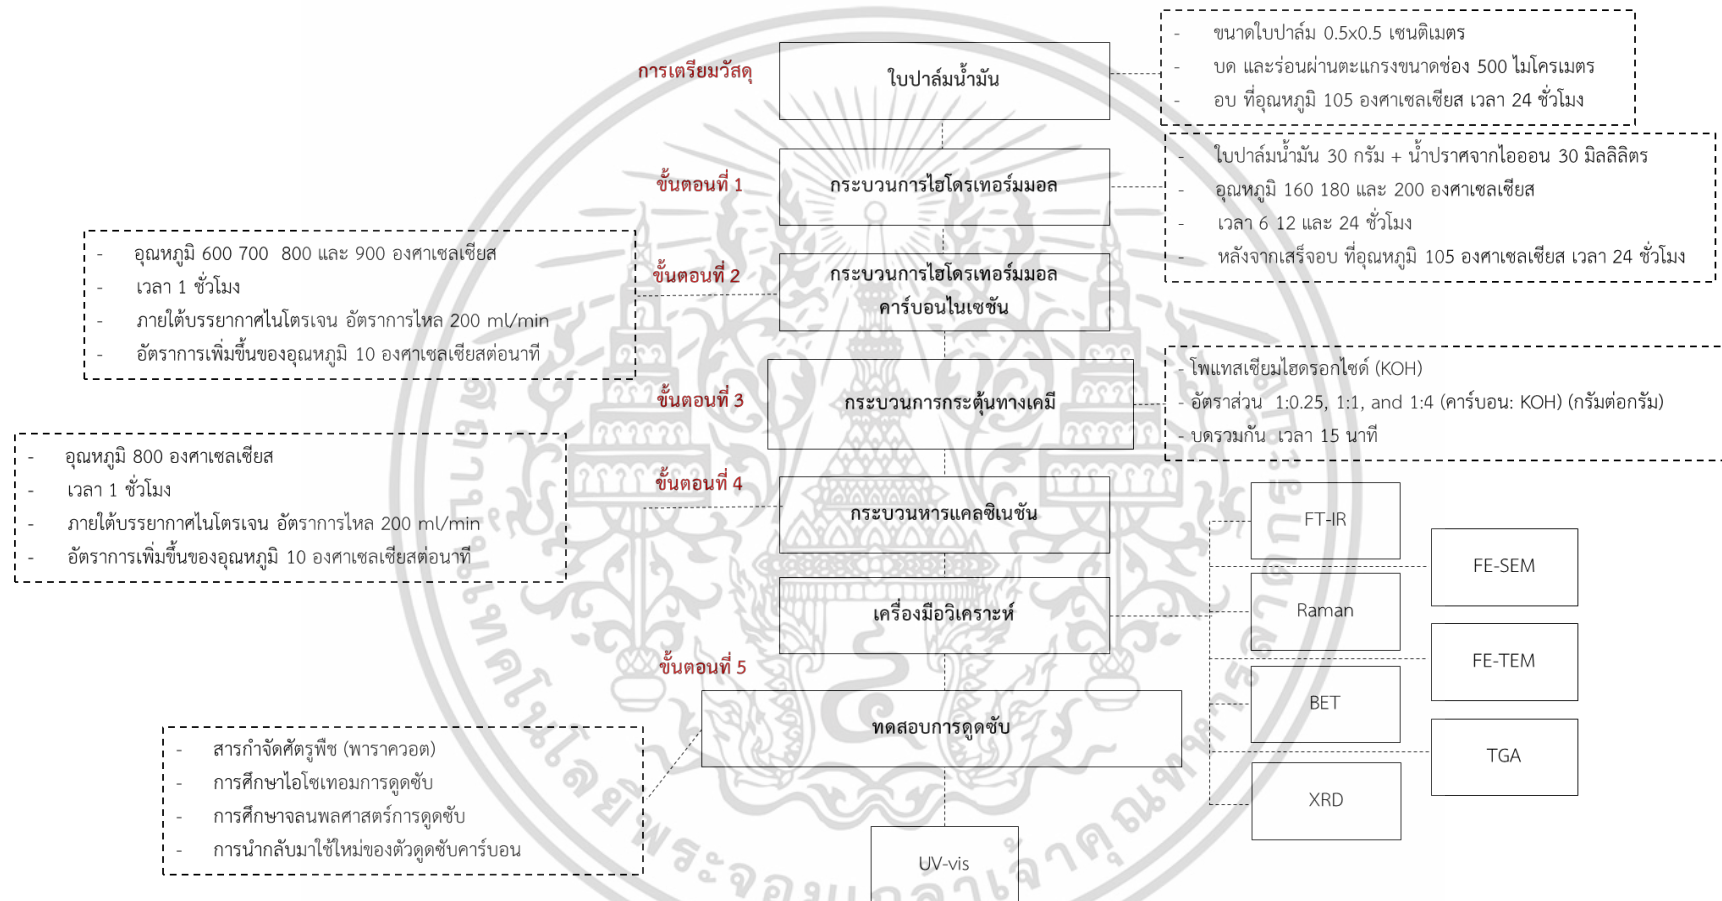 การเตรียมวัสดุ
ใบปาล์มน้ำมัน
- ขนาดใบปาล์ม 0.5x0.5 เซนติเมตร
- บด และร่อนผ่านตะแกรงขนาดช่อง 500 ไมโครเมตร
- อบ ที่อุณหภูมิ 105 องศาเซลเซียส เวลา 24 ชั่วโมง
ขั้นตอนที่ 1
กระบวนการไฮโดรเทอร์มมอล
- ใบปาล์มน้ำมัน 30 กรัม + น้ำปราศจากไอออน 30 มิลลิลิตร
- อุณหภูมิ 160 180 และ 200 องศาเซลเซียส
- เวลา 6 12 และ 24 ชั่วโมง
- หลังจากเสร็จอบ ที่อุณหภูมิ 105 องศาเซลเซียส เวลา 24 ชั่วโมง
ขั้นตอนที่ 2
กระบวนการไฮโดรเทอร์มมอล
คาร์บอนไนเซชัน
- อุณหภูมิ 600 700 800 และ 900 องศาเซลเซียส
- เวลา 1 ชั่วโมง
- ภายใต้บรรยากาศไนโตรเจน อัตราการไหล 200 ml/min
- อัตราการเพิ่มขึ้นของอุณหภูมิ 10 องศาเซลเซียสต่อนาที
ขั้นตอนที่ 3
กระบวนการกระตุ้นทางเคมี
- โพแทสเซียมไฮดรอกไซด์ (KOH)
- อัตราส่วน 1:0.25, 1:1, and 1:4 (คาร์บอน: KOH) (กรัมต่อกรัม)
- บดรวมกัน เวลา 15 นาที
ขั้นตอนที่ 4
กระบวนหารแคลซิเนชัน
- อุณหภูมิ 800 องศาเซลเซียส
- เวลา 1 ชั่วโมง
- ภายใต้บรรยากาศไนโตรเจน อัตราการไหล 200 ml/min
- อัตราการเพิ่มขึ้นของอุณหภูมิ 10 องศาเซลเซียสต่อนาที
เครื่องมือวิเคราะห์
FT-IR
FE-SEM
Raman
FE-TEM
BET
TGA
XRD
ขั้นตอนที่ 5
ทดสอบการดูดซับ
- สารกำจัดศัตรูพืช (พาราควอต)
- การศึกษาไอโซเทอมการดูดซับ
- การศึกษาจลนพลศาสตร์การดูดซับ
- การนำกลับมาใช้ใหม่ของตัวดูดซับคาร์บอน
UV-vis